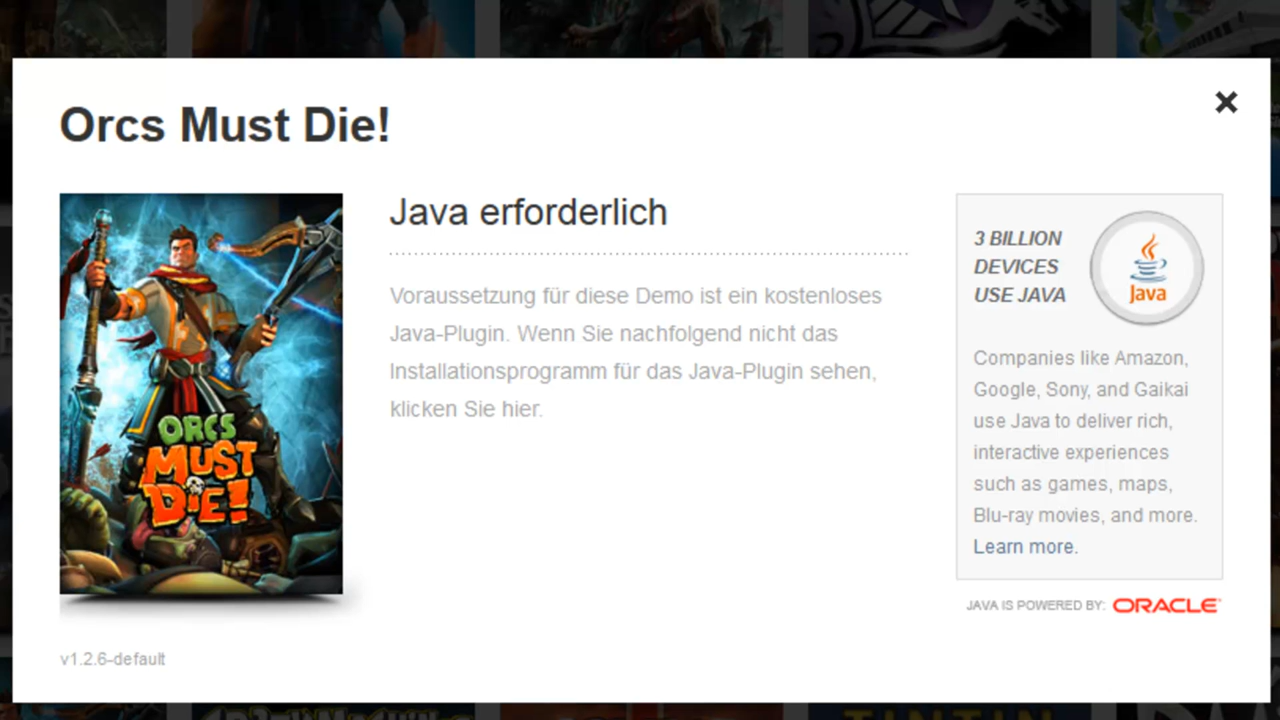 Orcs Must Die!
ORCS
MUST
DIE!
Java erforderlich
Voraussetzung für diese Demo ist ein kostenloses
Java-Plugin. Wenn Sie nachfolgend nicht das
Installationsprogramm für das Java-Plugin sehen,
klicken Sie hier.
3 BILLION
DEVICES
USE JAVA
Java
Companies like Amazon,
Google, Sony, and Gaikai
use Java to deliver rich,
interactive experiences
such as games, maps,
Blu-ray movies, and more.
Learn more.
JAVA IS POWERED BY: ORACLE
v1.2.6-default
TINTIN